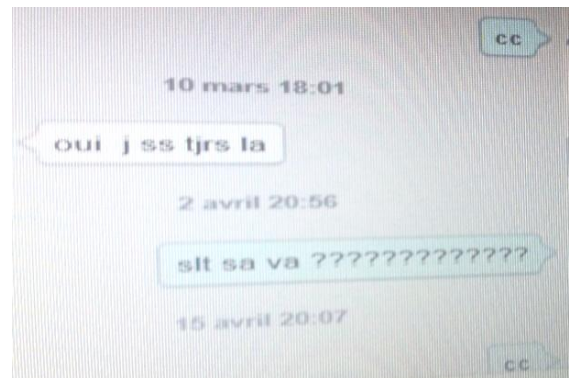 cc
10 mars 18:01
oui j ss tjrs la
2 avril 20:56
slt sa va ?????????????
15 avril 20:07
cc